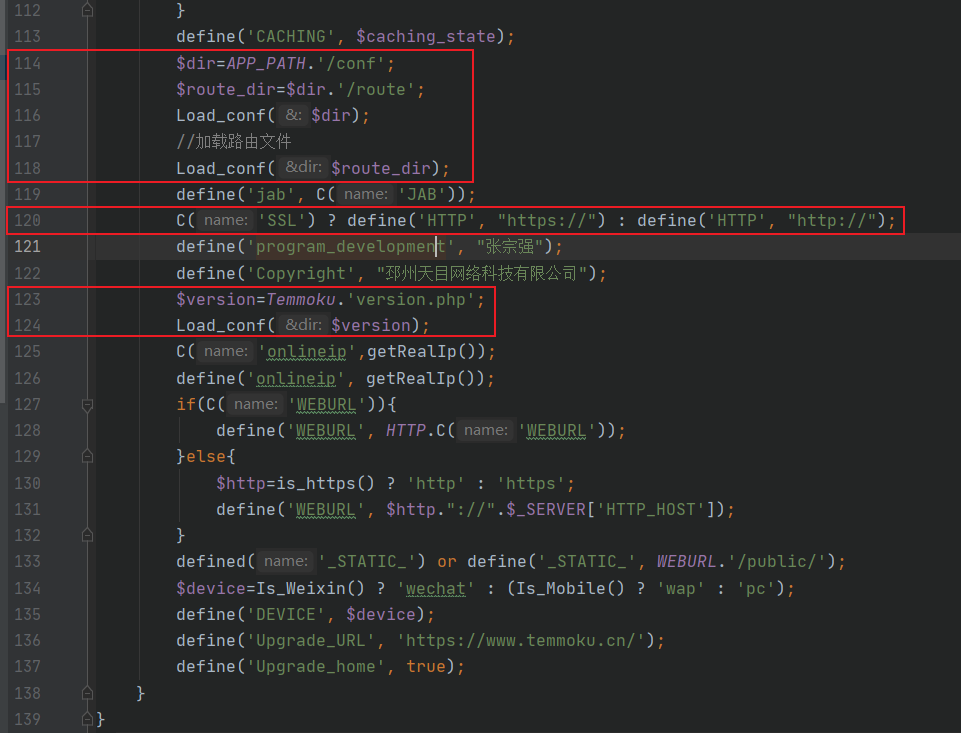 112 }
113 define('CACHING', $caching_state);
114 $dir=APP_PATH.'/conf';
115 $route_dir=$dir.'/route';
116 Load_conf( &: $dir);
117 //加载路由文件
118 Load_conf( &dir: $route_dir);
119 define('jab', C( name: 'JAB'));
120 C( name: 'SSL') ? define('HTTP', "https://") : define('HTTP', "http://");
121 define('program_development', "张宗强");
122 define('Copyright', "邳州天目网络科技有限公司");
123 $version=Temmoku.'version.php';
124 Load_conf( &dir: $version);
125 C( name: 'onlineip',getRealIp());
126 define('onlineip', getRealIp());
127 if(C( name: 'WEBURL')){
128 define('WEBURL', HTTP.C( name: 'WEBURL'));
129 }else{
130 $http=is_https() ? 'http' : 'https';
131 define('WEBURL', $http."://".$_SERVER['HTTP_HOST']);
132 }
133 defined( name: '_STATIC_') or define('_STATIC_', WEBURL.'/public/');
134 $device=Is_Weixin() ? 'wechat' : (Is_Mobile() ? 'wap' : 'pc');
135 define('DEVICE', $device);
136 define('Upgrade_URL', 'https://www.temmoku.cn/');
137 define('Upgrade_home', true);
138 }
139 }